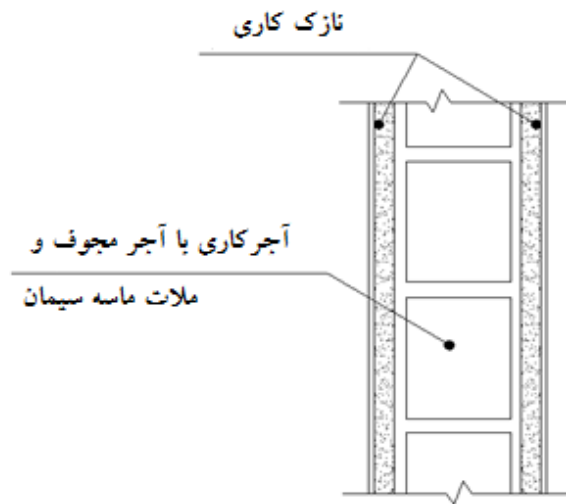 نازک کاری
آجرکاری با آجر مجوف و
ملات ماسه سیمان